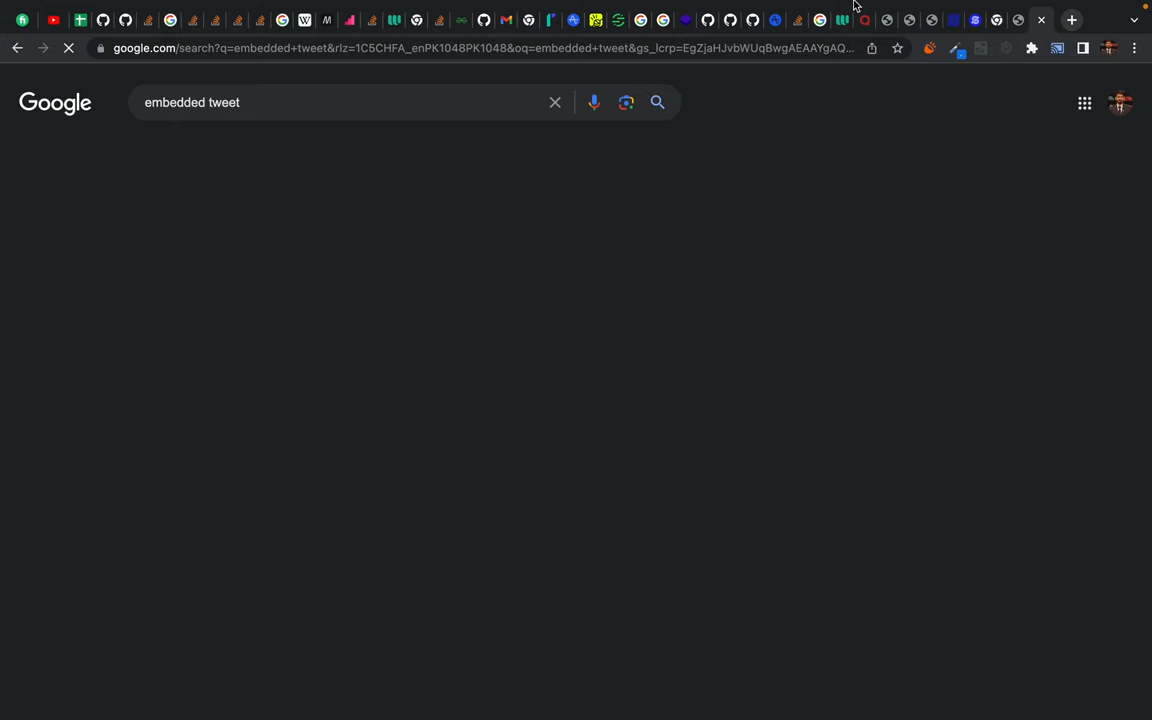 google.com/search?q=embedded+tweet&rlz=1C5CHFA_enPK1048PK1048&oq=embedded+tweet&gs_lcrp=EgZjaHJvbWUqBwgAEAAYgAQ...
Google
embedded tweet